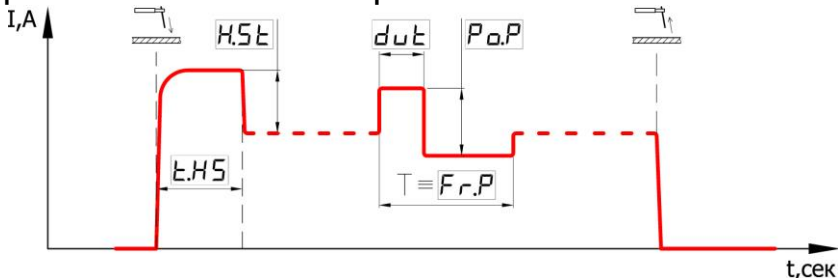 I,A
H.St
dut
Po.P
t.HS
T ≡ Fr.P
t,сек